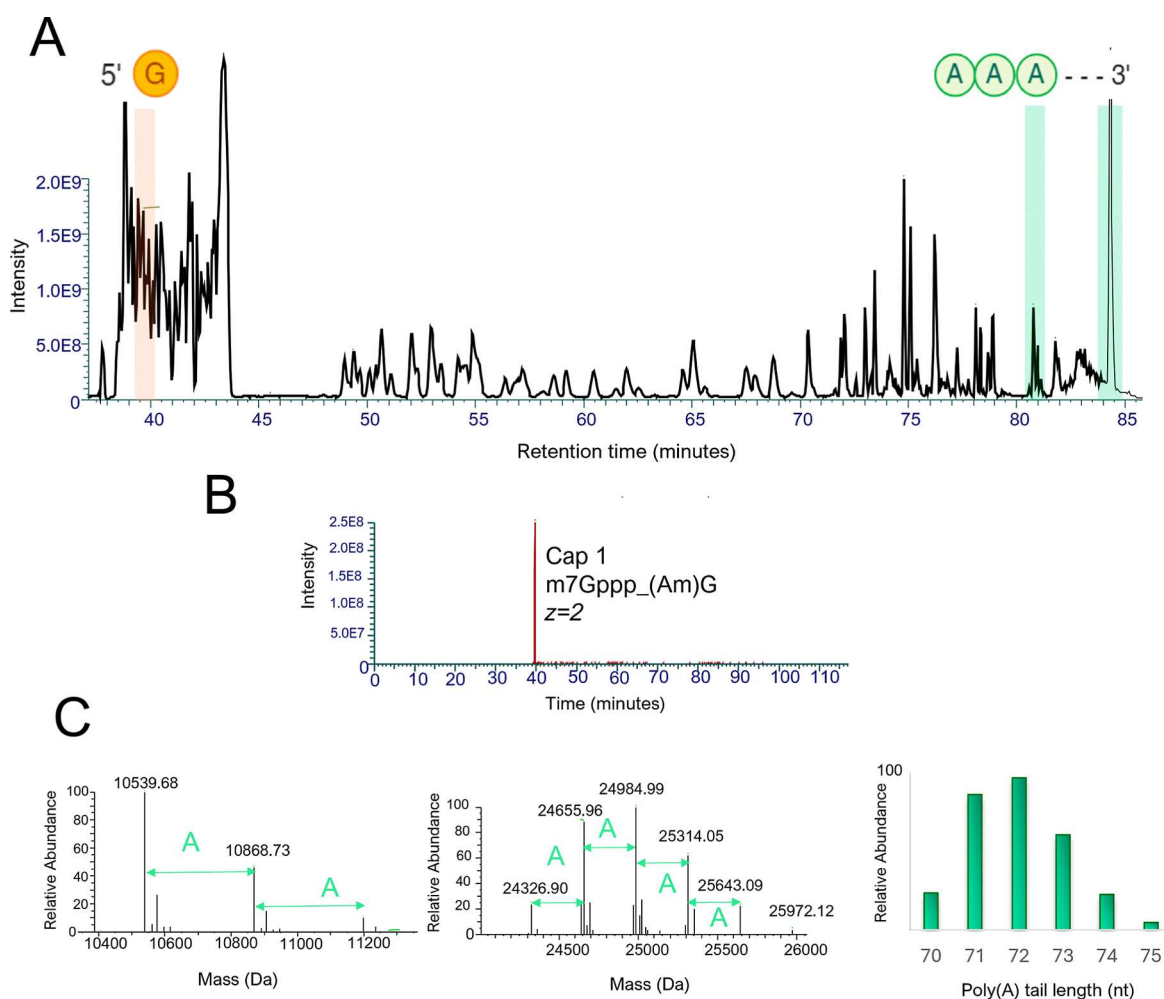 A
5' G
A A A - - - 3'
Intensity
2.0E9
1.5E9
1.0E9
5.0E8
0
40 45 50 55 60 65 70 75 80 85
Retention time (minutes)
B
Intensity
2.5E8
2.0E8
1.5E8
1.0E8
5.0E7
0
Cap 1
m7Gppp_(Am)G
z=2
0 10 20 30 40 50 60 70 80 90 100 110
Time (minutes)
C
Relative Abundance
100
80
60
40
20
0
10539.68
A
10868.73
A
10400 10600 10800 11000 11200
Mass (Da)
Relative Abundance
100
80
60
40
20
0
24984.99
24655.96
A
25314.05
A
24326.90
A
25643.09
A
25972.12
24500 25000 25500 26000
Mass (Da)
100
Relative Abundance
70 71 72 73 74 75
Poly(A) tail length (nt)